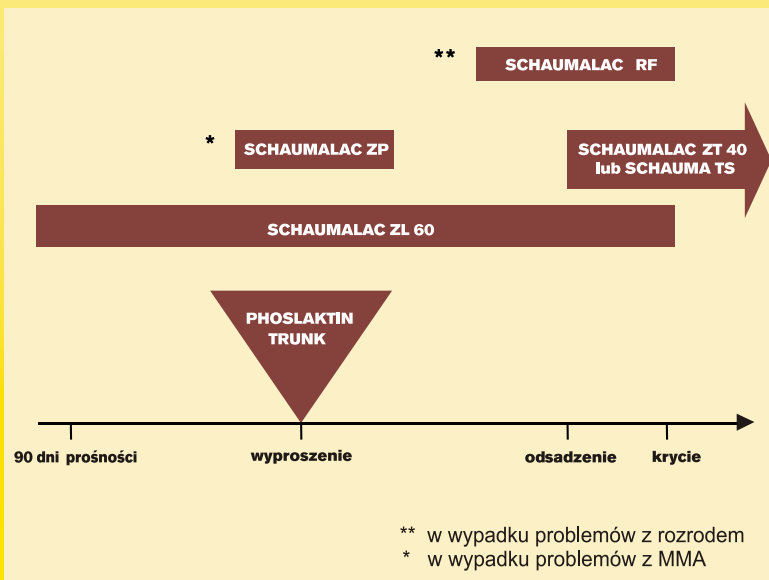 ** SCHAUMALAC RF
* SCHAUMALAC ZP
SCHAUMALAC ZT 40
lub SCHAUMA TS
SCHAUMALAC ZL 60
PHOSLAKTIN
TRUNK
90 dni prośności wyproszenie odsadzenie krycie
** w wypadku problemów z rozrodem
* w wypadku problemów z MMA